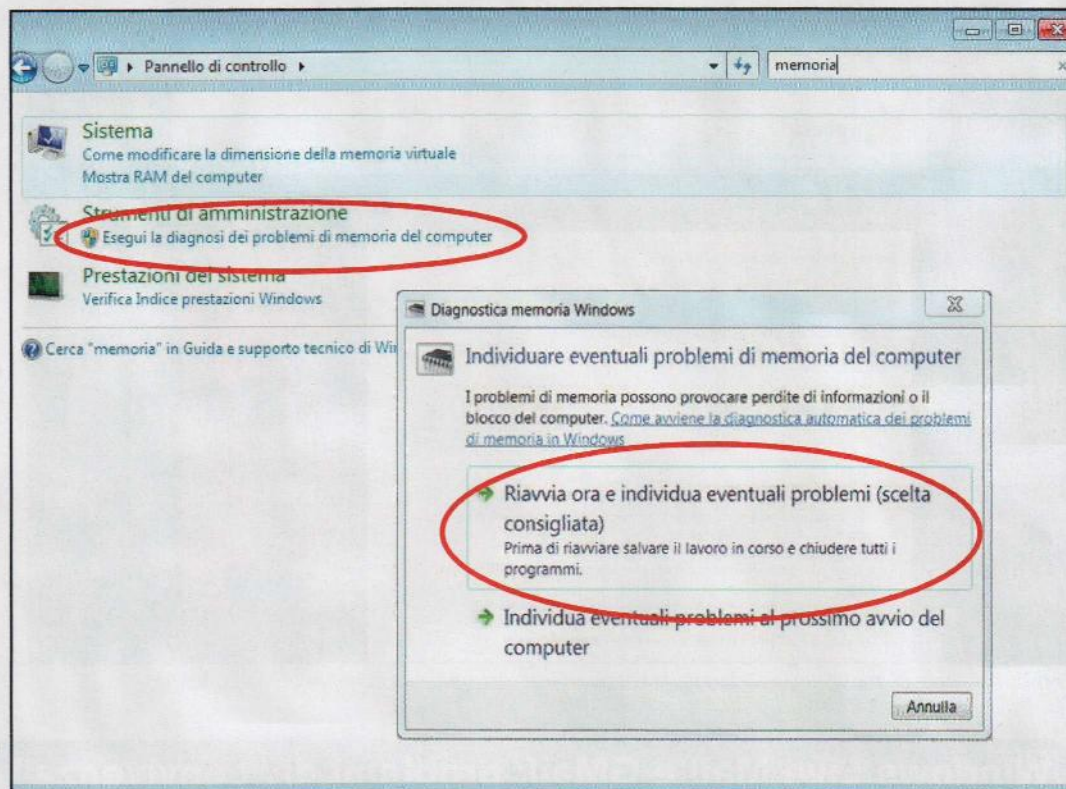 Pannello di controllo
memoria
Sistema
Come modificare la dimensione della memoria virtuale
Mostra RAM del computer
Strumenti di amministrazione
Esegui la diagnosi dei problemi di memoria del computer
Prestazioni del sistema
Verifica Indice prestazioni Windows
Cerca "memoria" in Guida e supporto tecnico di Wi
Diagnostica memoria Windows
Individuare eventuali problemi di memoria del computer
I problemi di memoria possono provocare perdite di informazioni o il
blocco del computer. Come avviene la diagnostica automatica dei problemi
di memoria in Windows
Riavvia ora e individua eventuali problemi (scelta
consigliata)
Prima di riavviare salvare il lavoro in corso e chiudere tutti i
programmi.
Individua eventuali problemi al prossimo avvio del
computer
Annulla